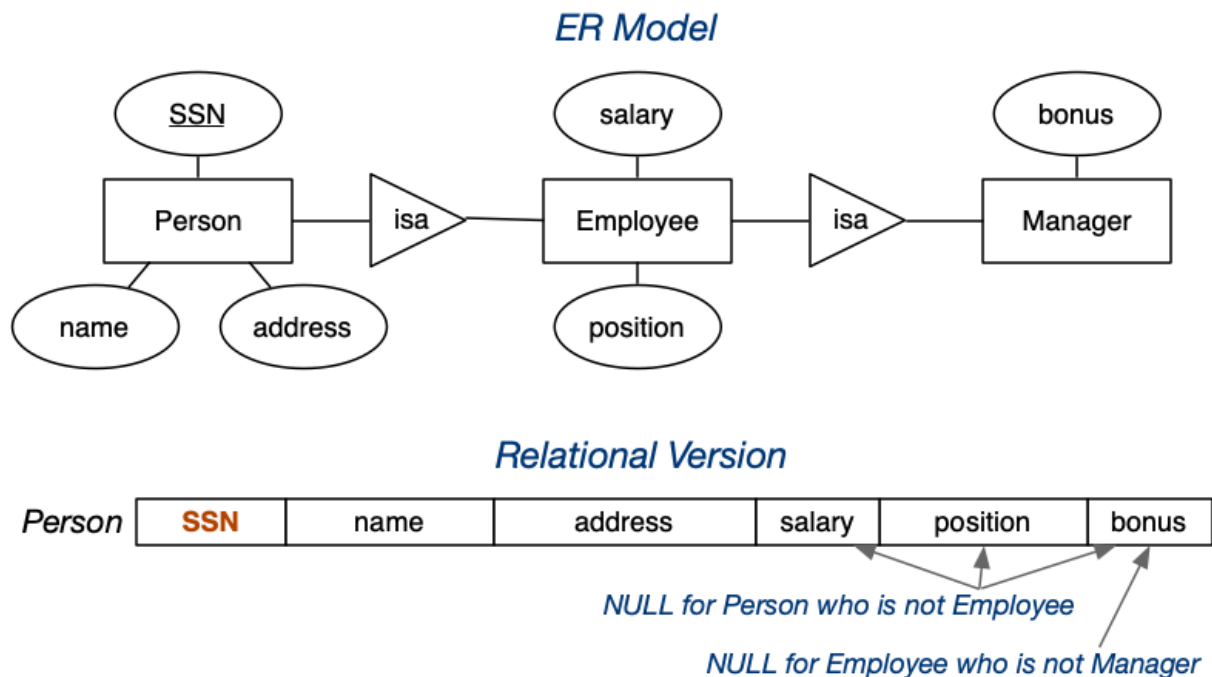 ER Model
SSN
salary
bonus
Person
isa
Employee
isa
Manager
name
address
position
Relational Version
Person SSN name address salary position bonus
NULL for Person who is not Employee
NULL for Employee who is not Manager